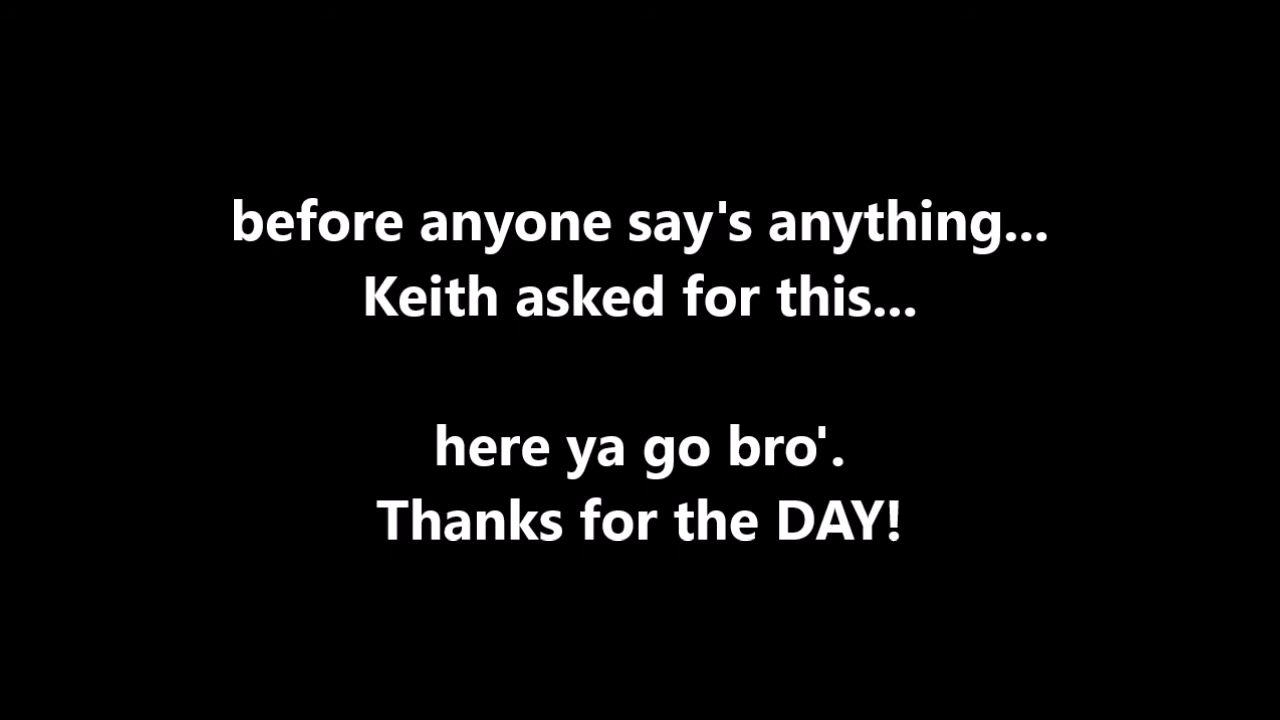 before anyone say's anything...
Keith asked for this...
here ya go bro'.
Thanks for the DAY!